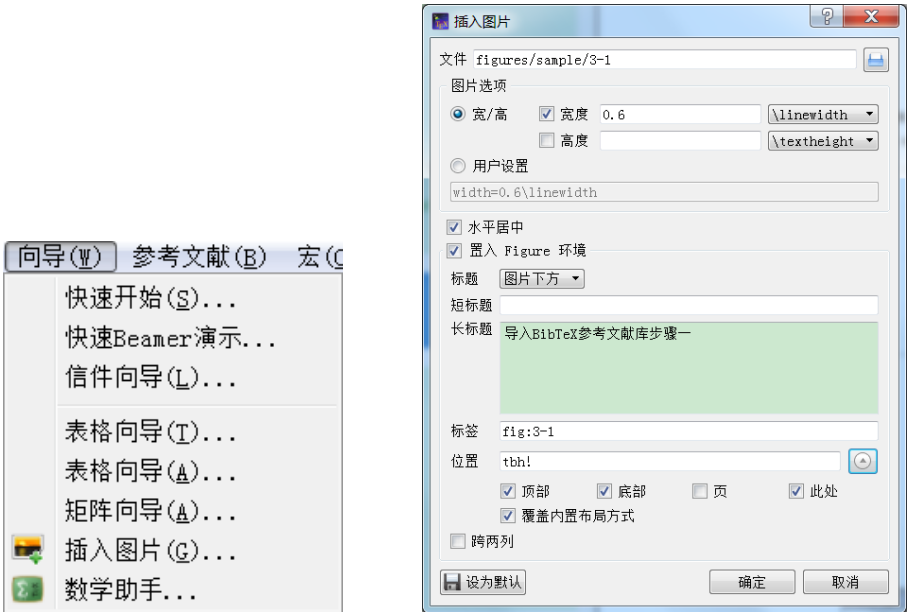 向导(W) 参考文献(B) 宏(
快速开始(S)...
快速Beamer演示...
信件向导(L)...
表格向导(T)...
表格向导(A)...
矩阵向导(A)...
插入图片(G)...
数学助手...
插入图片
文件 figures/sample/3-1
图片选项
宽/高 宽度 0.6 \linewidth
高度 \textheight
用户设置
width=0.6\linewidth
水平居中
置入 Figure 环境
标题 图片下方
短标题
长标题 导入BibTeX参考文献库步骤一
标签 fig:3-1
位置 tbh!
顶部 底部 页 此处
覆盖内置布局方式
跨两列
设为默认 确定 取消